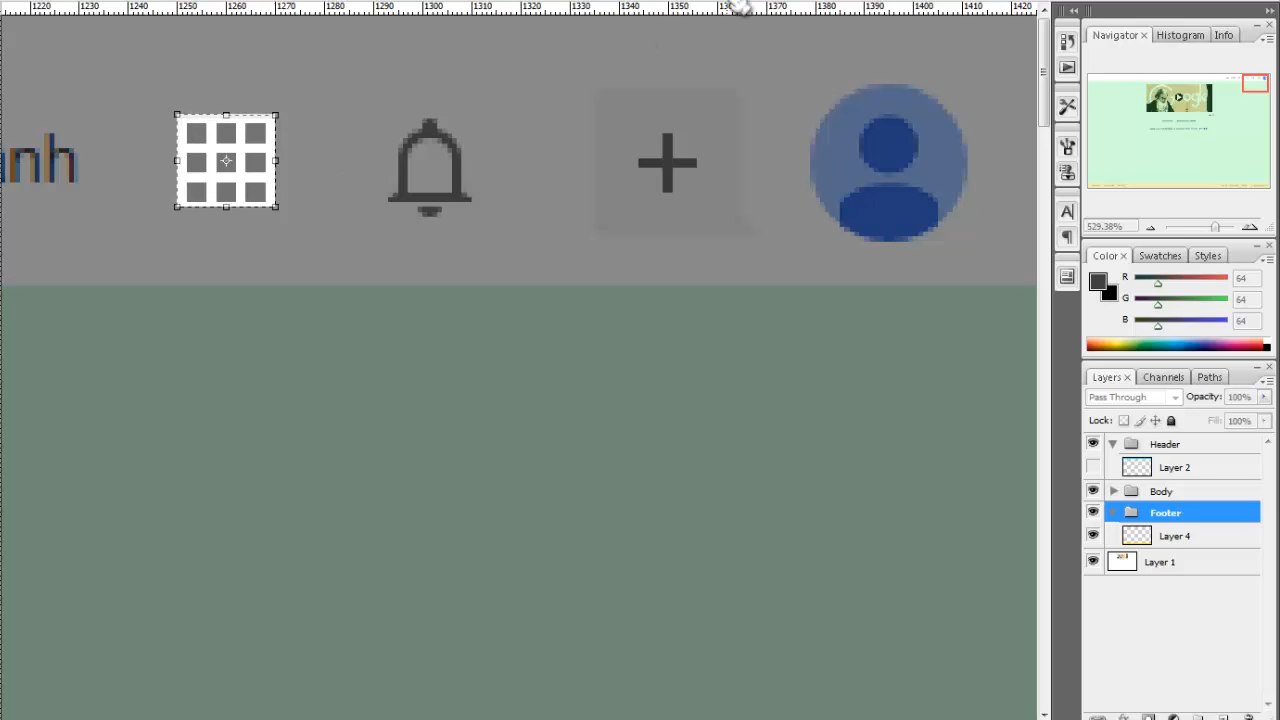 1220 1230 1240 1250 1260 1270 1280 1290 1300 1310 1320 1330 1340 1350 1370 1380 1390 1400 1410 1420
nh
Navigator Histogram Info
529.38%
Color Swatches Styles
R 64
G 64
B 64
Layers Channels Paths
Pass Through Opacity: 100%
Lock: Fill: 100%
Header
Layer 2
Body
Footer
Layer 4
Layer 1